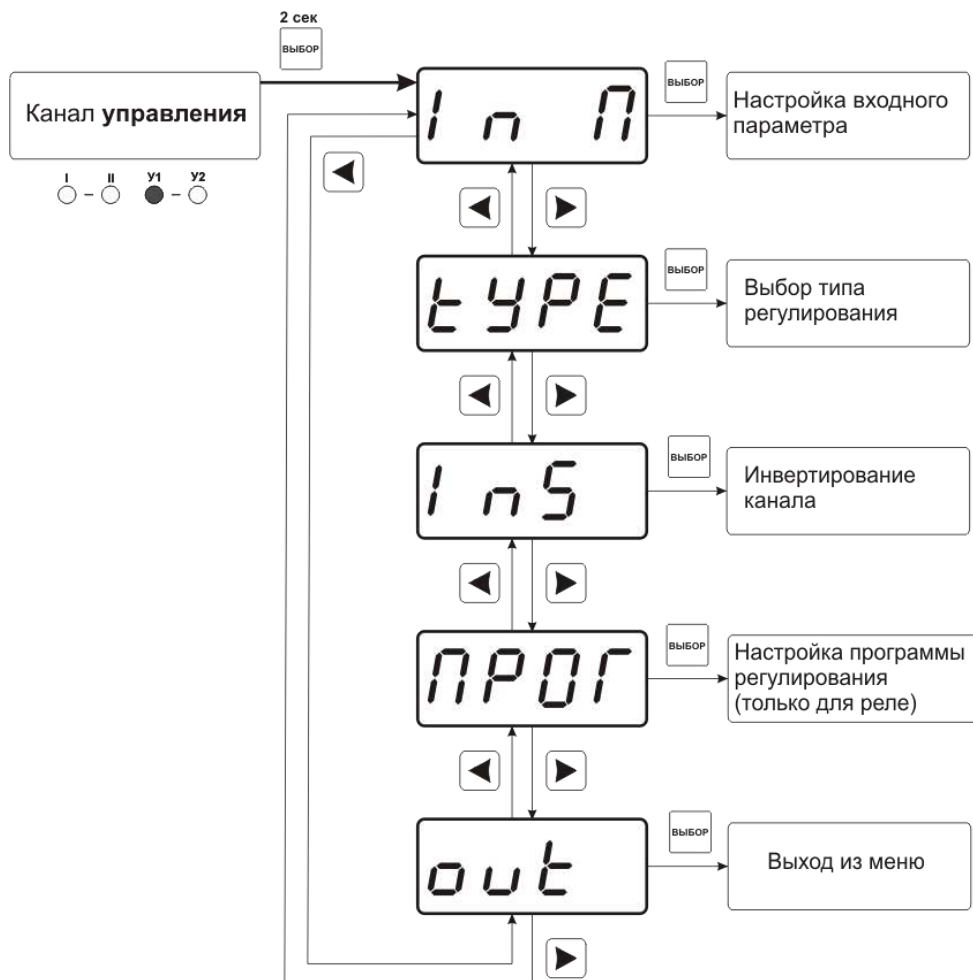 2 сек
ВЫБОР
Канал управления
I II У1 У2
In П
ВЫБОР
Настройка входного
параметра
tYPE
ВЫБОР
Выбор типа
регулирования
InS
ВЫБОР
Инвертирование
канала
ПРОГ
ВЫБОР
Настройка программы
регулирования
(только для реле)
out
ВЫБОР
Выход из меню